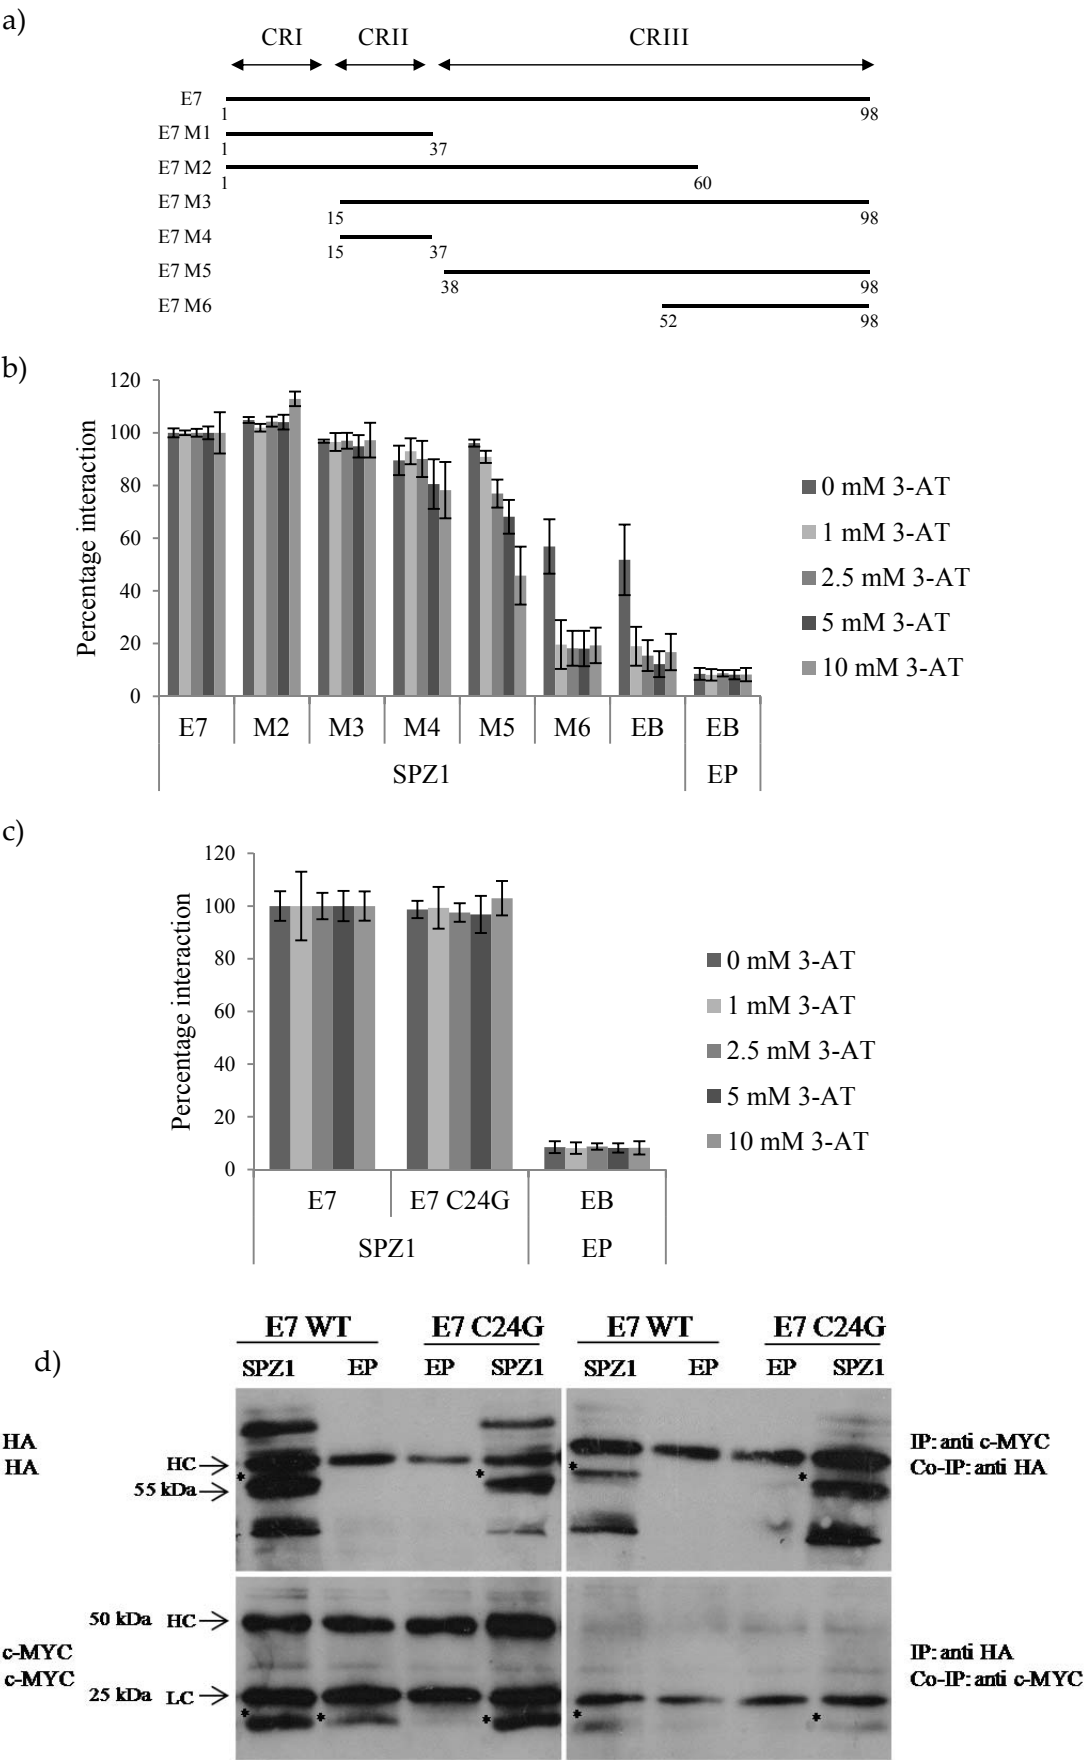 a)
CRI CRII CRIII
E7
1 98
E7 M1
1 37
E7 M2
1 60
E7 M3
15 98
E7 M4
15 37
E7 M5
38 98
E7 M6
52 98
b)
Percentage interaction
120
100
80
60
40
20
0
E7 M2 M3 M4 M5 M6 EB EB
SPZ1 EP
0 mM 3-AT
1 mM 3-AT
2.5 mM 3-AT
5 mM 3-AT
10 mM 3-AT
c)
Percentage interaction
120
100
80
60
40
20
0
E7 E7 C24G EB
SPZ1 EP
0 mM 3-AT
1 mM 3-AT
2.5 mM 3-AT
5 mM 3-AT
10 mM 3-AT
d)
E7 WT E7 C24G E7 WT E7 C24G
SPZ1 EP EP SPZ1 SPZ1 EP EP SPZ1
HA
HA
HC
* * * *
55 kDa
IP: anti c-MYC
Co-IP: anti HA
50 kDa HC
c-MYC
c-MYC
25 kDa LC
* * * * *
IP: anti HA
Co-IP: anti c-MYC